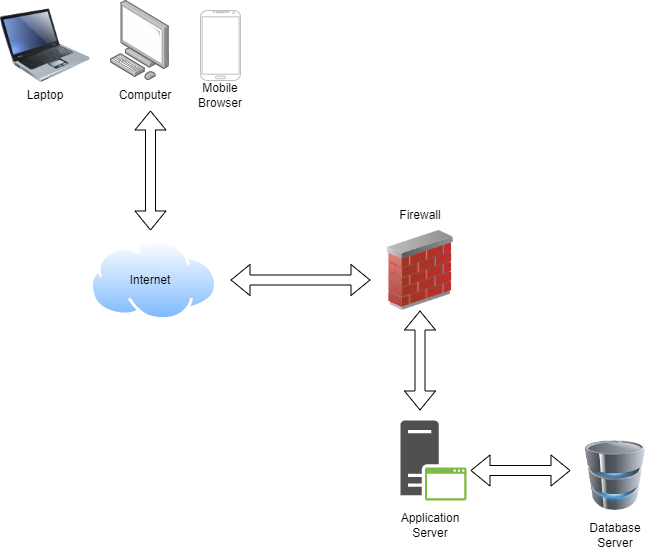 Laptop
Computer
Mobile
Browser
Firewall
Internet
Application
Server
Database
Server